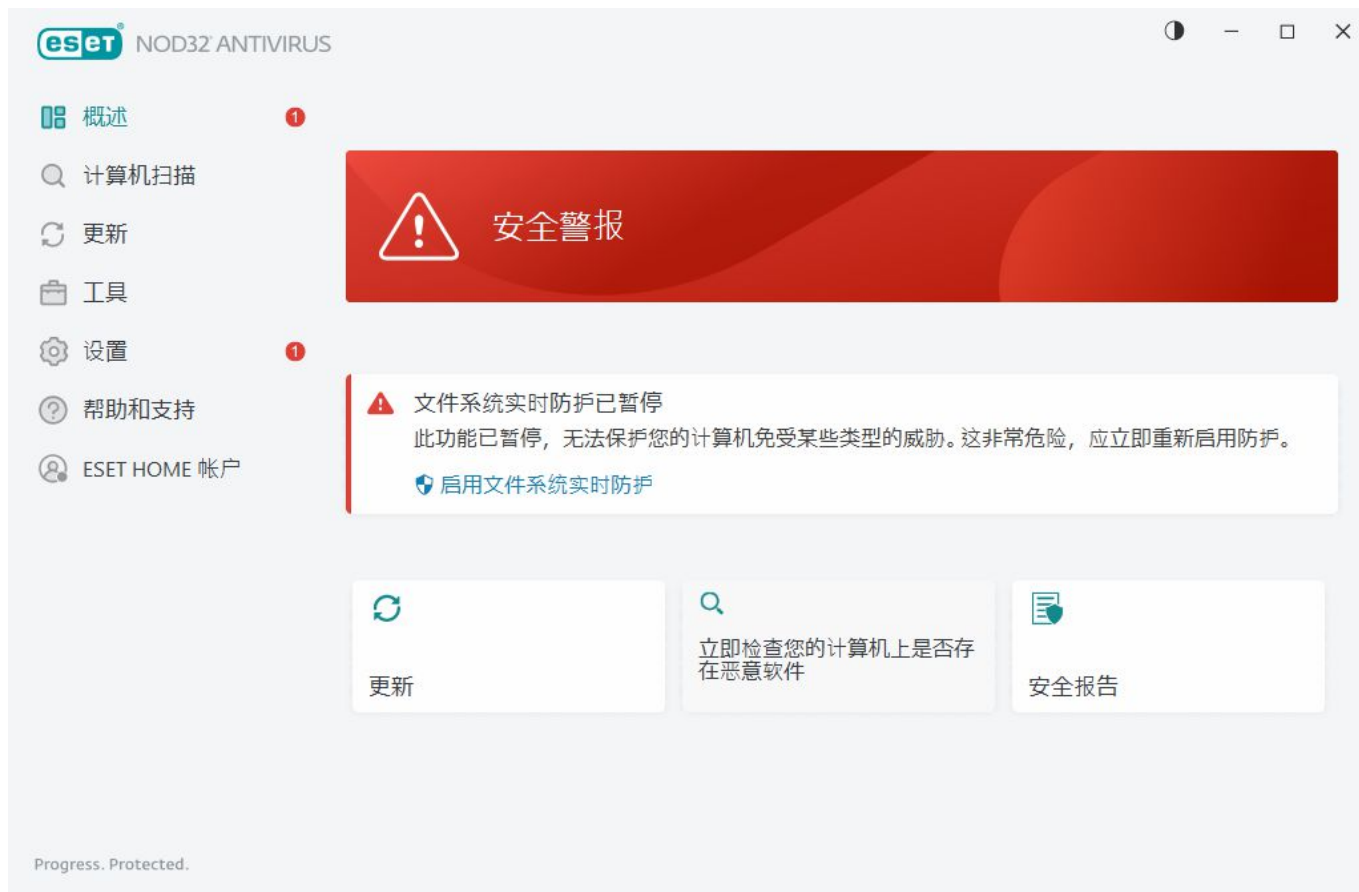 eset® NOD32® ANTIVIRUS
概述 1
计算机扫描
更新
工具
设置 1
帮助和支持
ESET HOME 帐户
安全警报
文件系统实时防护已暂停
此功能已暂停，无法保护您的计算机免受某些类型的威胁。这非常危险，应立即重新启用防护。
启用文件系统实时防护
更新
立即检查您的计算机上是否存
在恶意软件
安全报告
Progress. Protected.